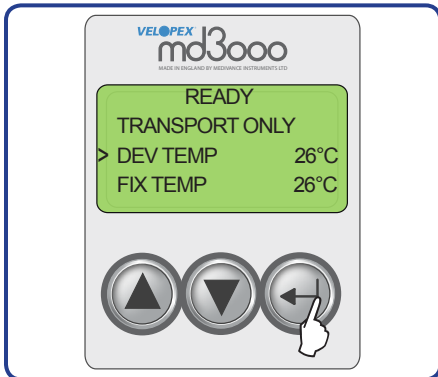 VELOPEX
md3000
MADE IN ENGLAND BY MEDIVANCE INSTRUMENTS LTD
READY
TRANSPORT ONLY
> DEV TEMP 26°C
FIX TEMP 26°C